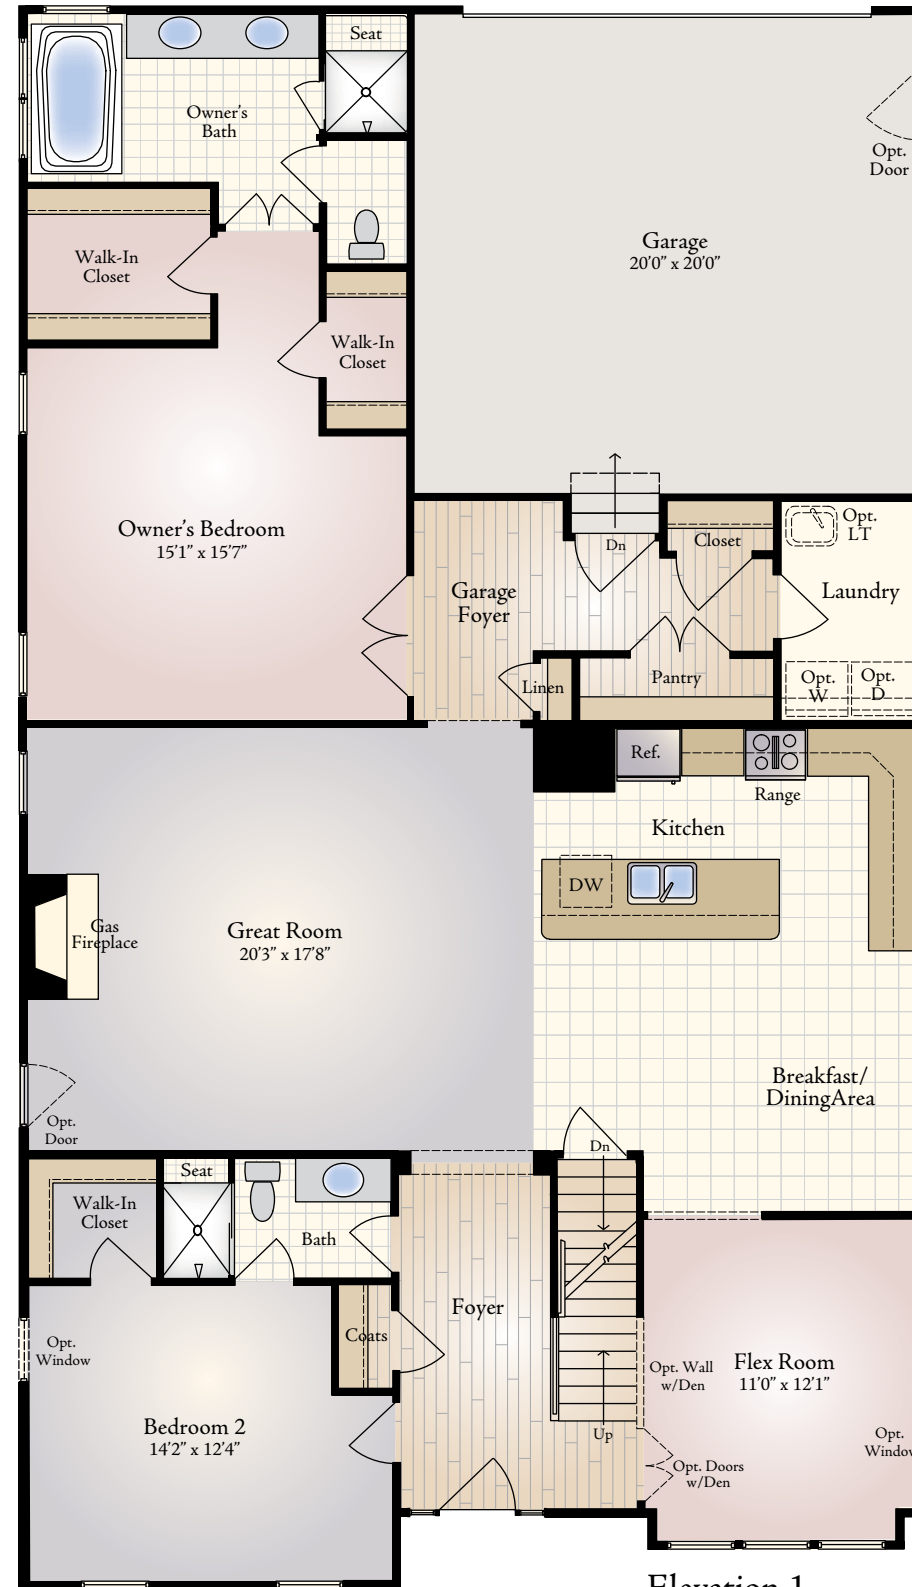 Seat
Owner's
Bath
Opt.
Door
Garage
20'0" x 20'0"
Walk-In
Closet
Walk-In
Closet
Owner's Bedroom
15'1" x 15'7"
Dn
Closet
Opt.
LT
Garage
Foyer
Laundry
Linen
Pantry
Opt.
W
Opt.
D
Ref.
Range
Kitchen
DW
Gas
Fireplace
Great Room
20'3" x 17'8"
Breakfast/
DiningArea
Opt.
Door
Dn
Seat
Walk-In
Closet
Bath
Foyer
Coats
Opt.
Window
Opt. Wall
w/Den
Flex Room
11'0" x 12'1"
Bedroom 2
14'2" x 12'4"
Up
Opt.
Window
Opt. Doors
w/Den
Elevation 1